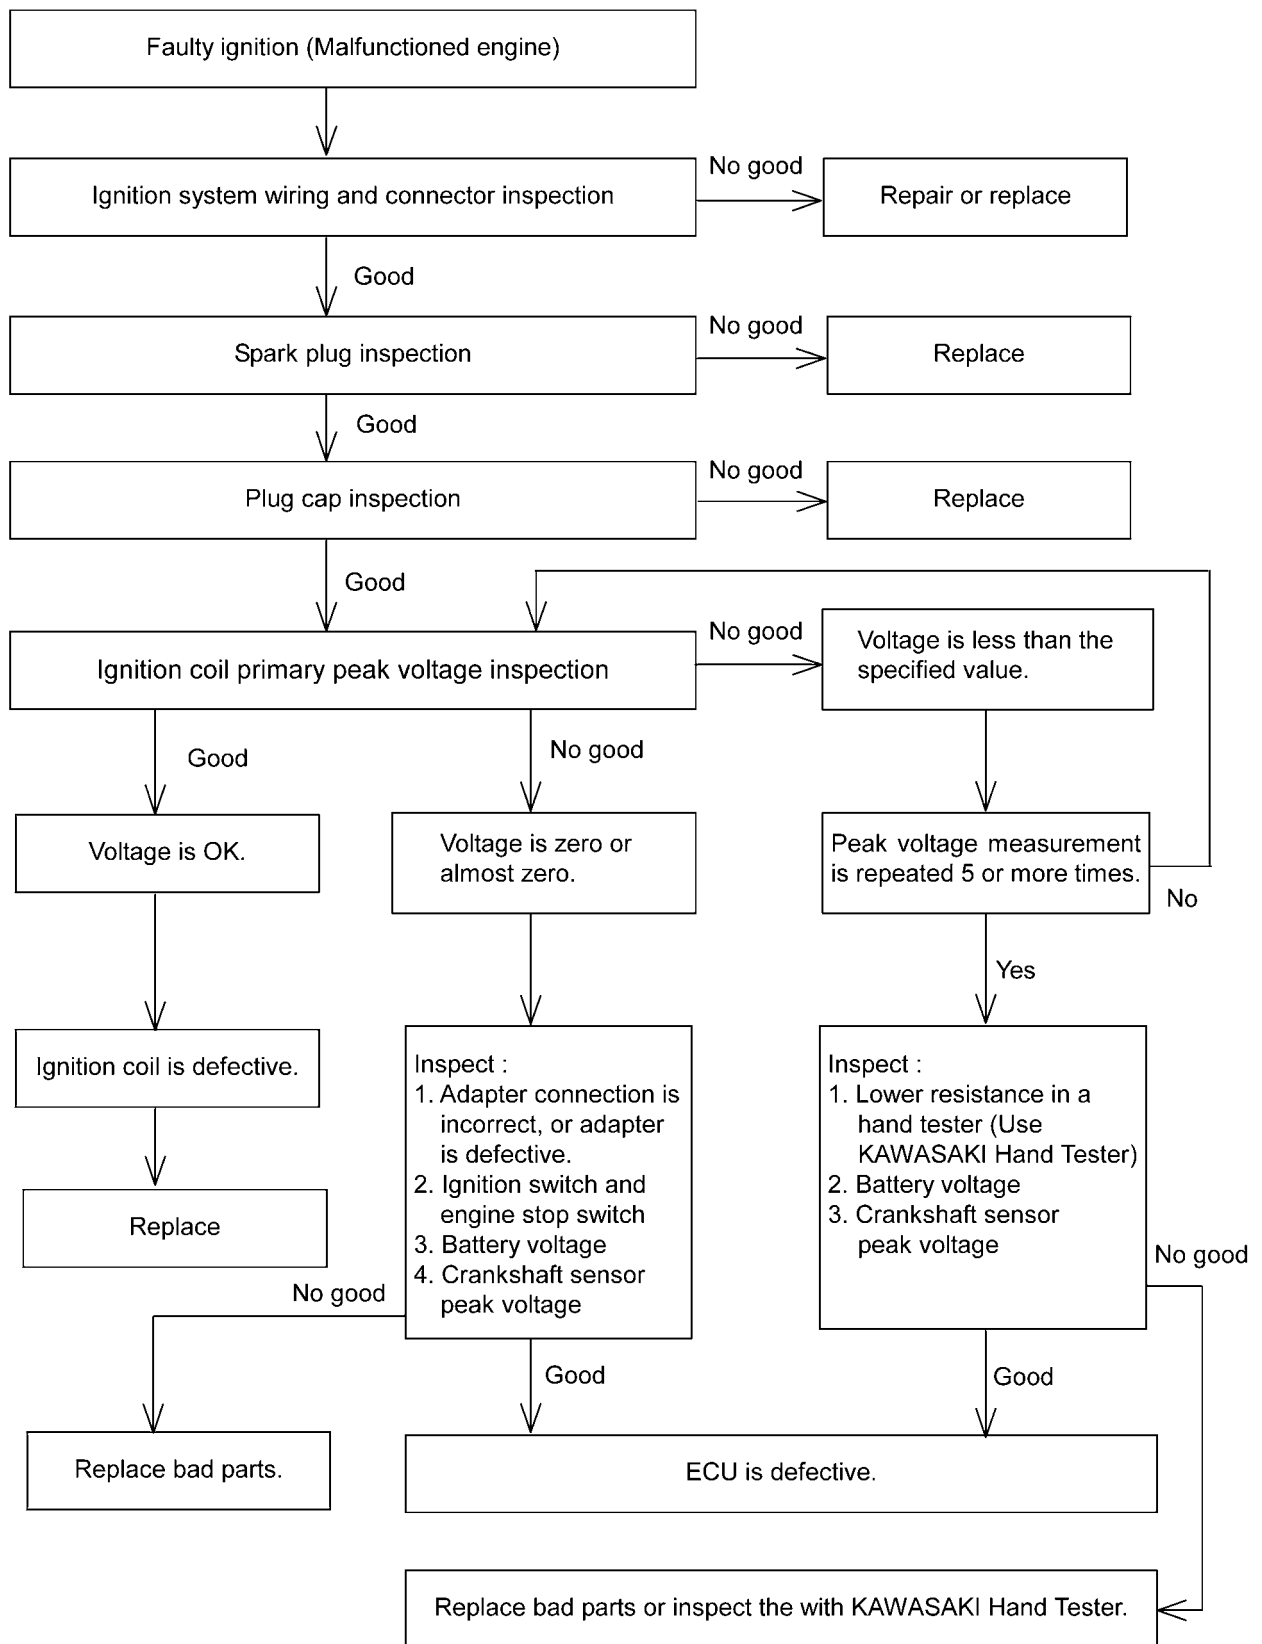 Faulty ignition (Malfunctioned engine)
No good
Ignition system wiring and connector inspection
Repair or replace
Good
No good
Spark plug inspection
Replace
Good
No good
Plug cap inspection
Replace
Good
No good
Ignition coil primary peak voltage inspection
Voltage is less than the
specified value.
Good
No good
Voltage is OK.
Voltage is zero or
almost zero.
Peak voltage measurement
is repeated 5 or more times.
No
Yes
Ignition coil is defective.
Replace
Inspect :
1. Adapter connection is
incorrect, or adapter
is defective.
2. Ignition switch and
engine stop switch
3. Battery voltage
4. Crankshaft sensor
peak voltage
Inspect :
1. Lower resistance in a
hand tester (Use
KAWASAKI Hand Tester)
2. Battery voltage
3. Crankshaft sensor
peak voltage
No good
No good
Good
Good
Replace bad parts.
ECU is defective.
Replace bad parts or inspect the with KAWASAKI Hand Tester.